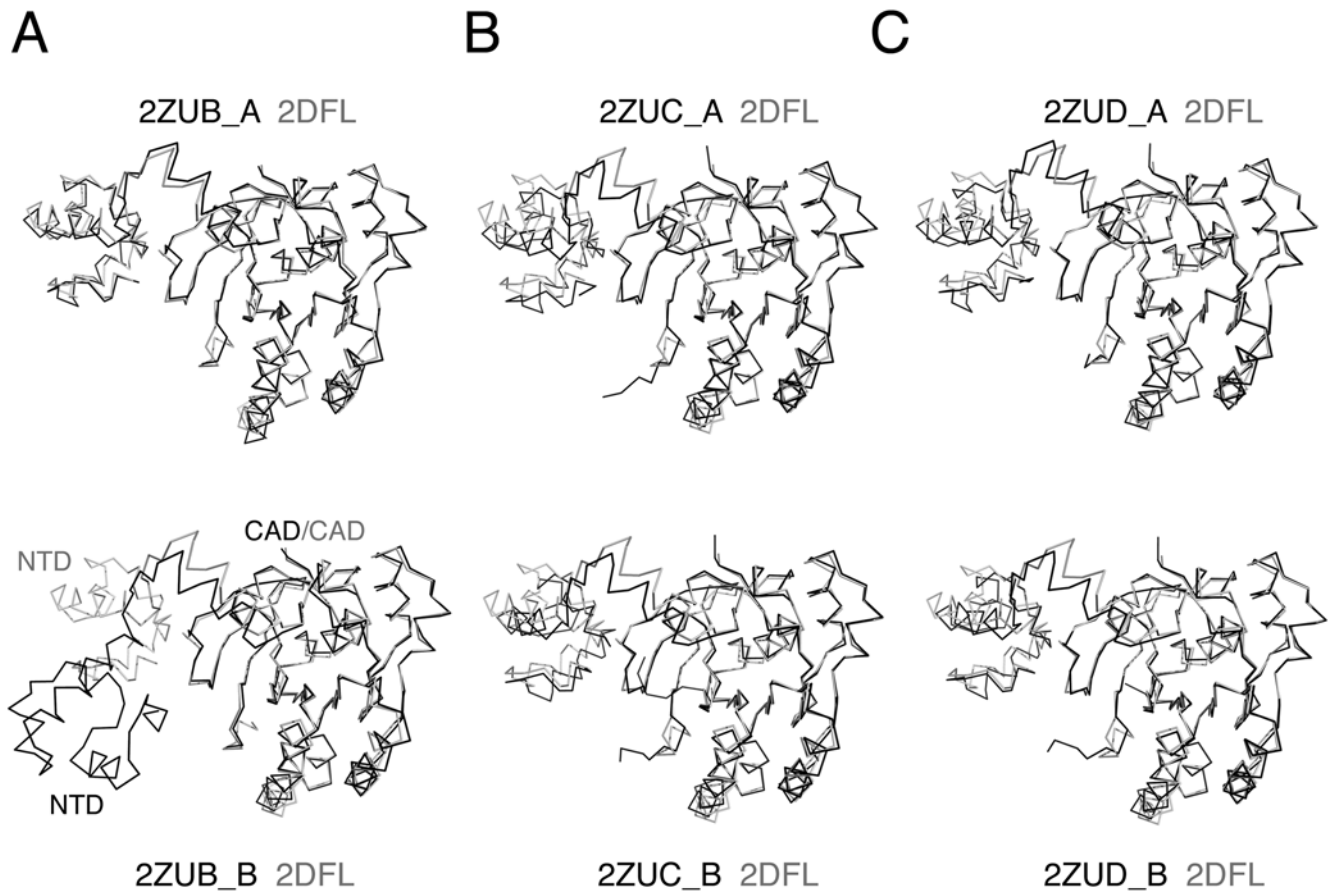 A B C
2ZUB_A 2DFL 2ZUC_A 2DFL 2ZUD_A 2DFL
CAD/CAD
NTD
NTD
2ZUB_B 2DFL 2ZUC_B 2DFL 2ZUD_B 2DFL